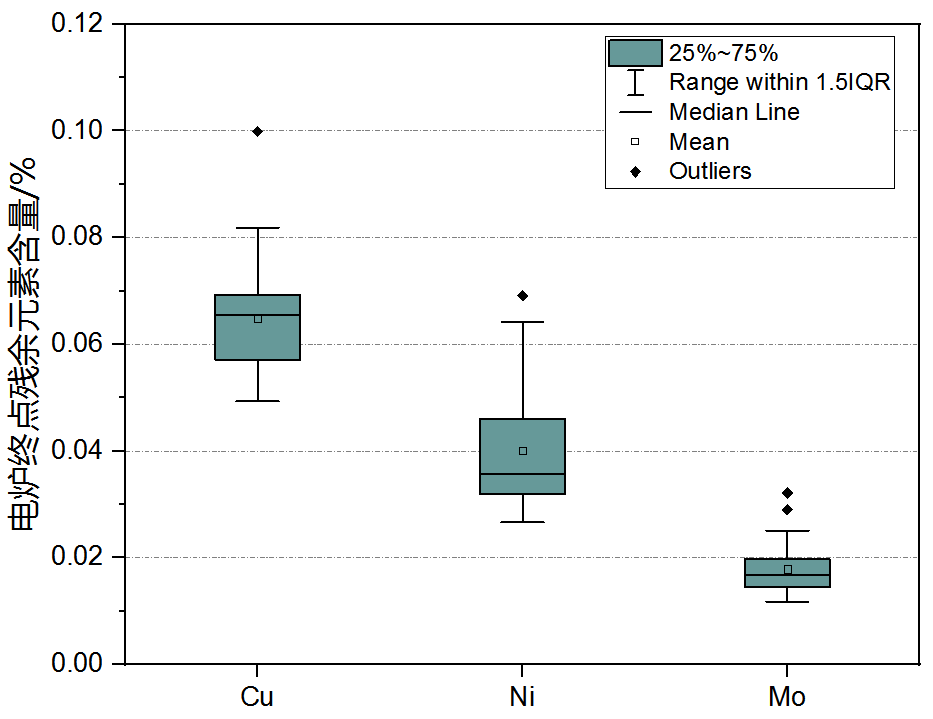 电炉终点残余元素含量/%
0.12
0.10
0.08
0.06
0.04
0.02
0.00
25%~75%
Range within 1.5IQR
Median Line
Mean
Outliers
Cu
Ni
Mo